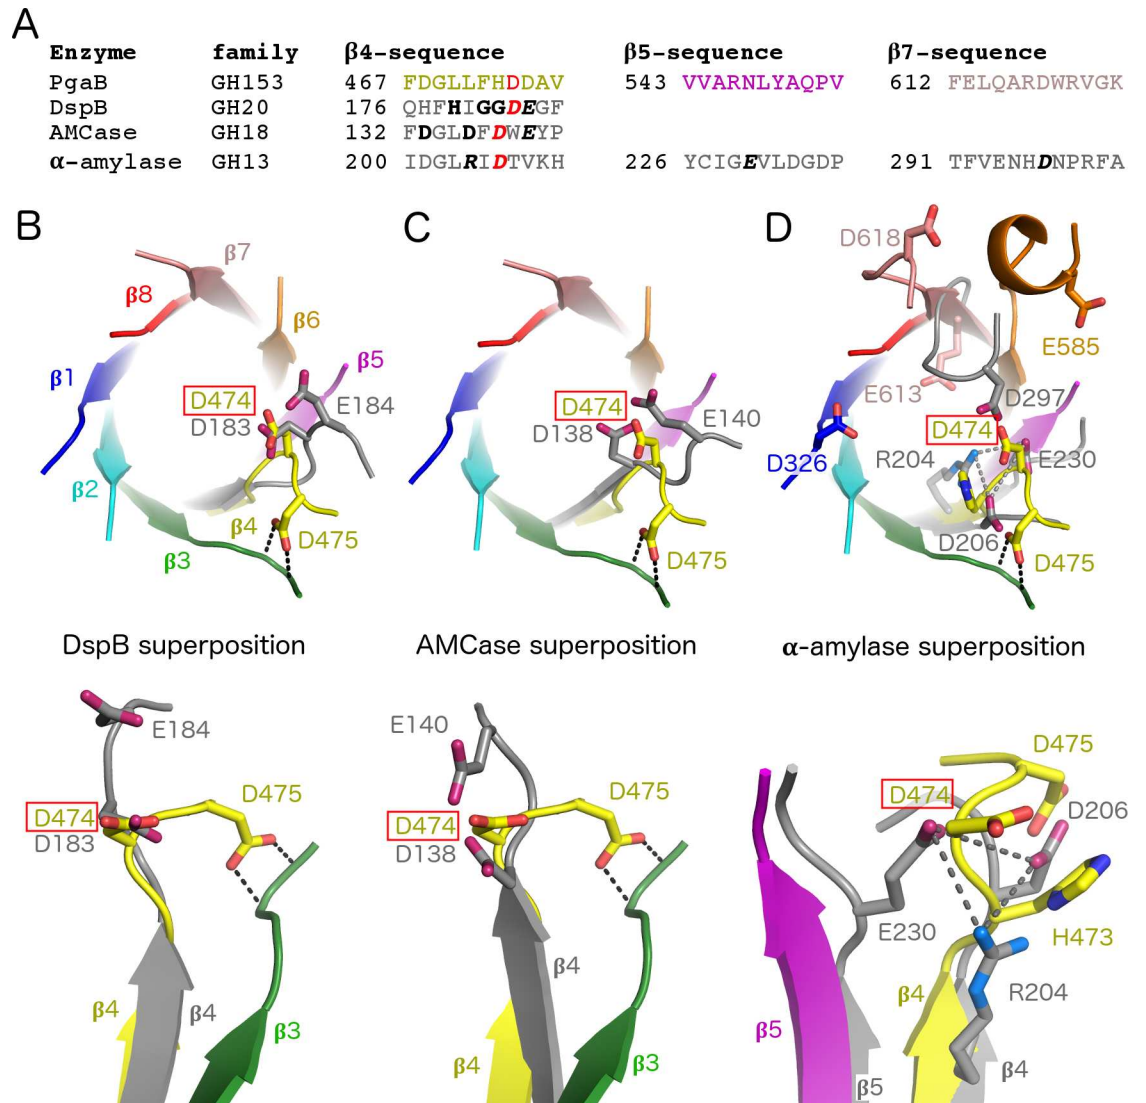 A
Enzyme family β4-sequence β5-sequence β7-sequence
PgaB GH153 467 FDGLLFHDDAV 543 VVARNLYAQPV 612 FELQARDWRVGK
DspB GH20 176 QHFHIGGDEGF
AMCase GH18 132 FDGLDFDWEYP
α-amylase GH13 200 IDGLRIDTVKH 226 YCIGEVLDGDP 291 TFVENHDNPRFA
B
β7
β8
β6
β1
β5
D474
E184
D183
β2
β4
D475
β3
C
D474
E140
D138
D475
D
D618
E585
E613
D297
D474
D326
R204
E230
D206
D475
DspB superposition AMCase superposition α-amylase superposition
E184
D475
D474
D183
β4
β4
β3
E140
D475
D474
D138
β4
β4
β3
D475
D474
D206
E230
H473
β4
R204
β5
β4
β5